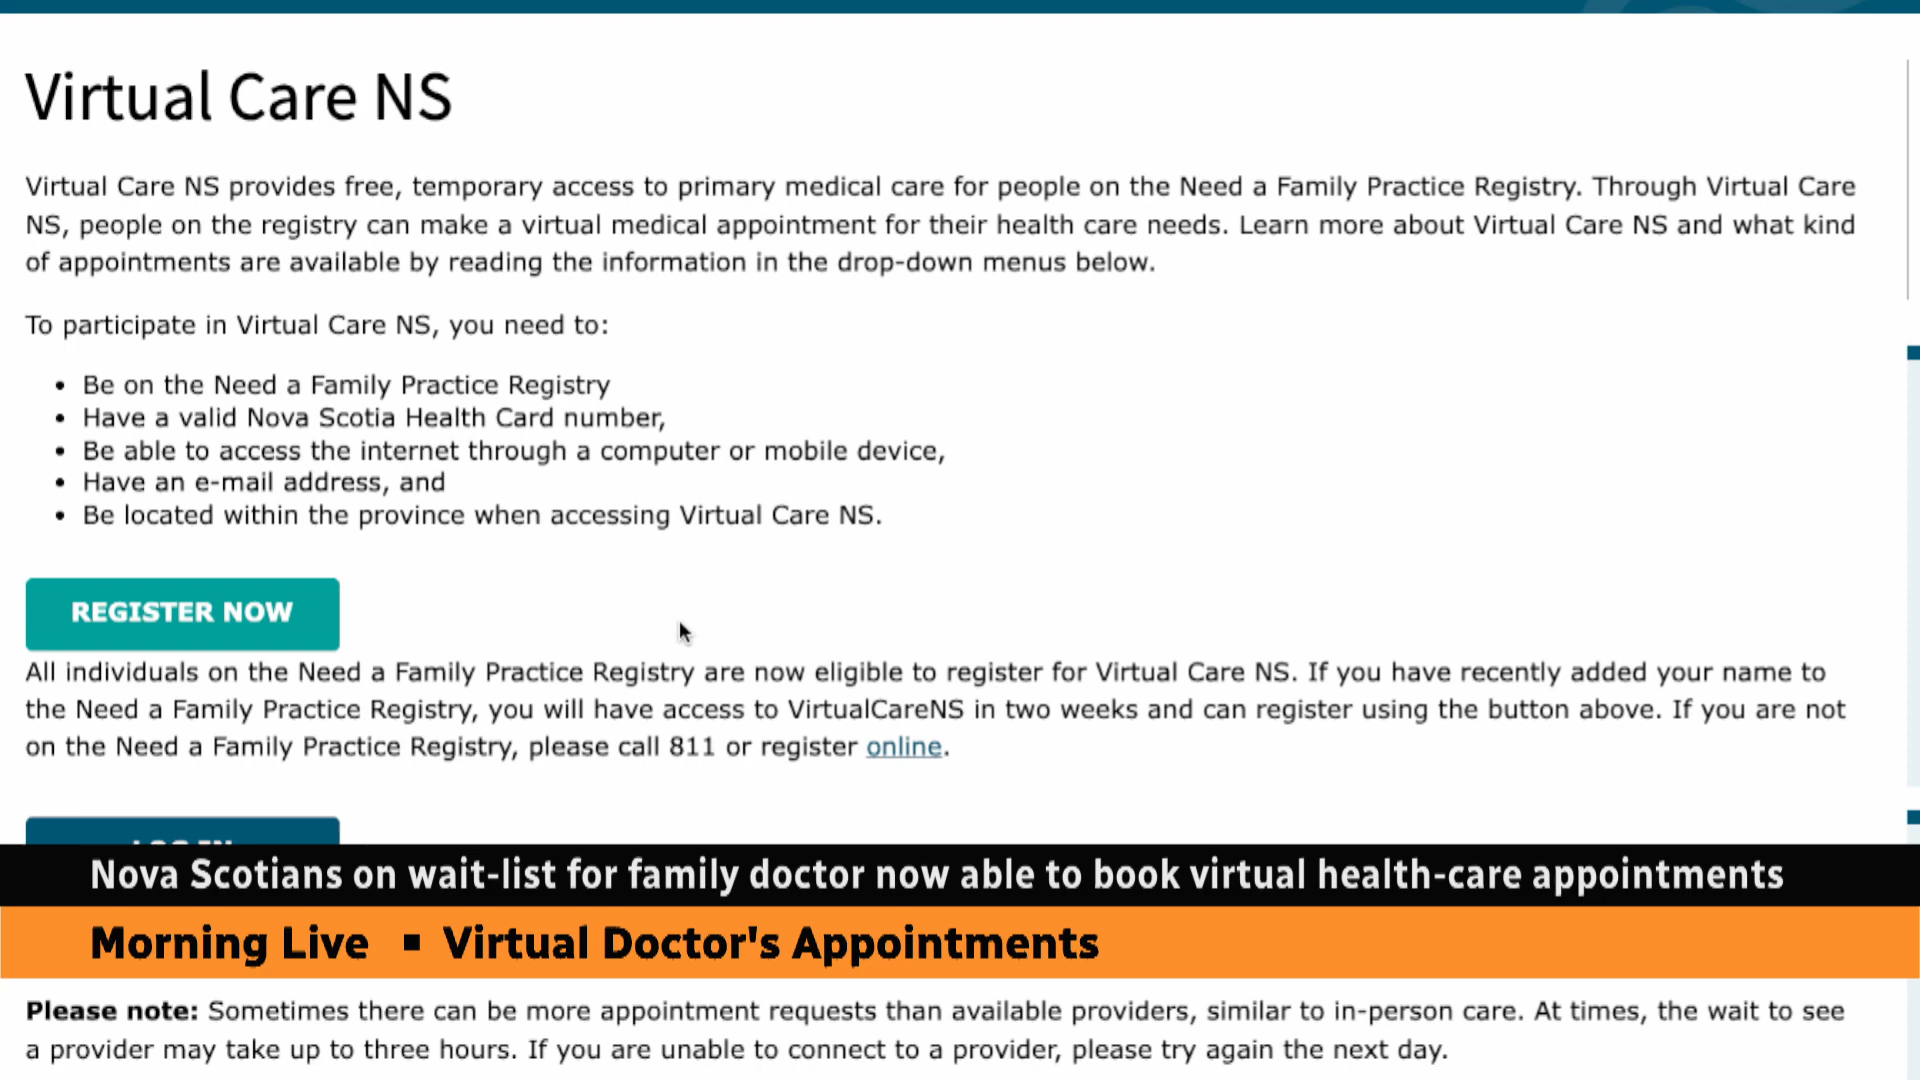 Virtual Care NS
Virtual Care NS provides free, temporary access to primary medical care for people on the Need a Family Practice Registry. Through Virtual Care
NS, people on the registry can make a virtual medical appointment for their health care needs. Learn more about Virtual Care NS and what kind
of appointments are available by reading the information in the drop-down menus below.
To participate in Virtual Care NS, you need to:
• Be on the Need a Family Practice Registry
• Have a valid Nova Scotia Health Card number,
• Be able to access the internet through a computer or mobile device,
• Have an e-mail address, and
• Be located within the province when accessing Virtual Care NS.
REGISTER NOW
All individuals on the Need a Family Practice Registry are now eligible to register for Virtual Care NS. If you have recently added your name to
the Need a Family Practice Registry, you will have access to VirtualCareNS in two weeks and can register using the button above. If you are not
on the Need a Family Practice Registry, please call 811 or register online.
Nova Scotians on wait-list for family doctor now able to book virtual health-care appointments
Morning Live ▪ Virtual Doctor's Appointments
Please note: Sometimes there can be more appointment requests than available providers, similar to in-person care. At times, the wait to see
a provider may take up to three hours. If you are unable to connect to a provider, please try again the next day.